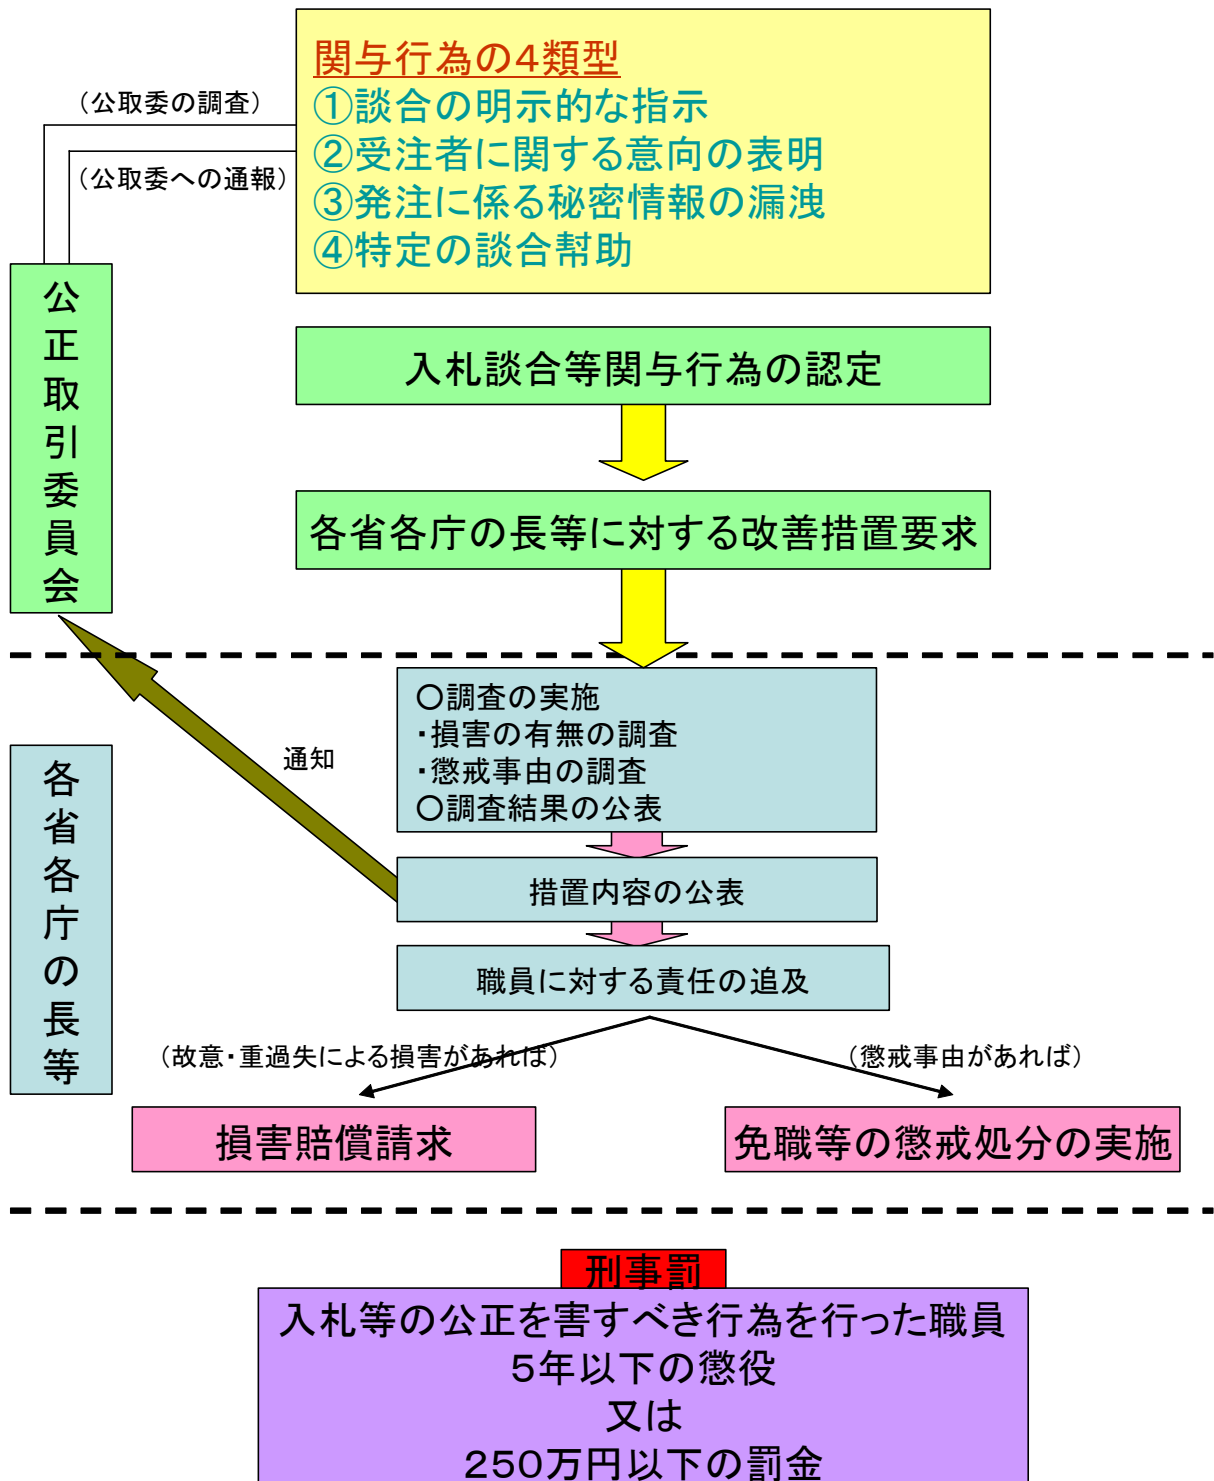 関与行為の4類型
①談合の明示的な指示
②受注者に関する意向の表明
③発注に係る秘密情報の漏洩
④特定の談合幇助
（公取委の調査）
（公取委への通報）
公正取引委員会
入札談合等関与行為の認定
各省各庁の長等に対する改善措置要求
○調査の実施
・損害の有無の調査
・懲戒事由の調査
○調査結果の公表
通知
各省各庁の長等
措置内容の公表
職員に対する責任の追及
（故意・重過失による損害があれば）
（懲戒事由があれば）
損害賠償請求
免職等の懲戒処分の実施
刑事罰
入札等の公正を害すべき行為を行った職員
5年以下の懲役
又は
250万円以下の罰金